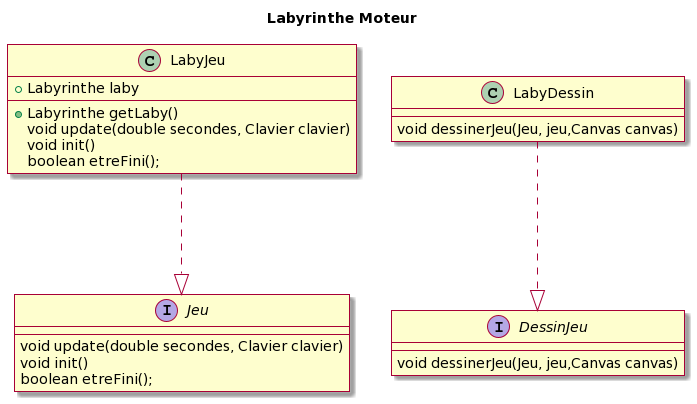 Labyrinthe Moteur
C LabyJeu
Labyrinthe laby
Labyrinthe getLaby()
void update(double secondes, Clavier clavier)
void init()
boolean etreFini();
C LabyDessin
void dessinerJeu(Jeu, jeu,Canvas canvas)
I Jeu
void update(double secondes, Clavier clavier)
void init()
boolean etreFini();
I DessinJeu
void dessinerJeu(Jeu, jeu,Canvas canvas)